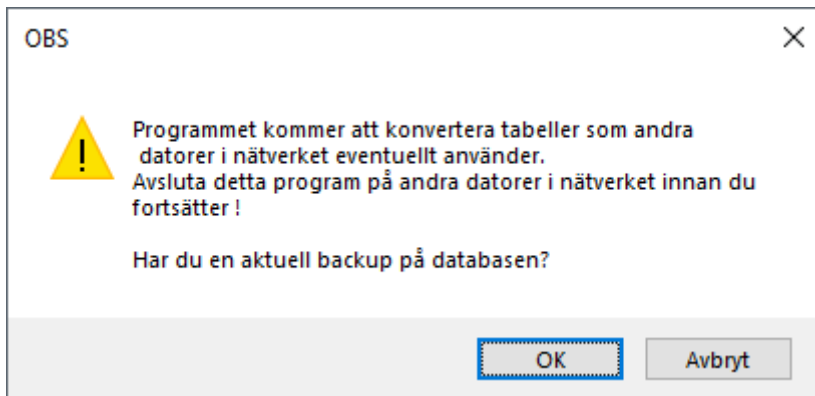 OBS
Programmet kommer att konvertera tabeller som andra
datorer i nätverket eventuellt använder.
Avsluta detta program på andra datorer i nätverket innan du
fortsätter !
Har du en aktuell backup på databasen?
OK
Avbryt